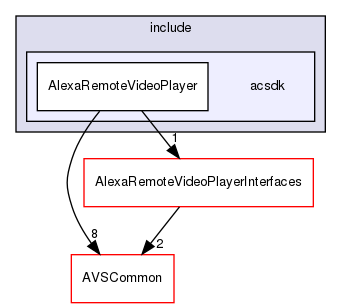 include
AlexaRemoteVideoPlayer
acsdk
1
AlexaRemoteVideoPlayerInterfaces
8
2
AVSCommon